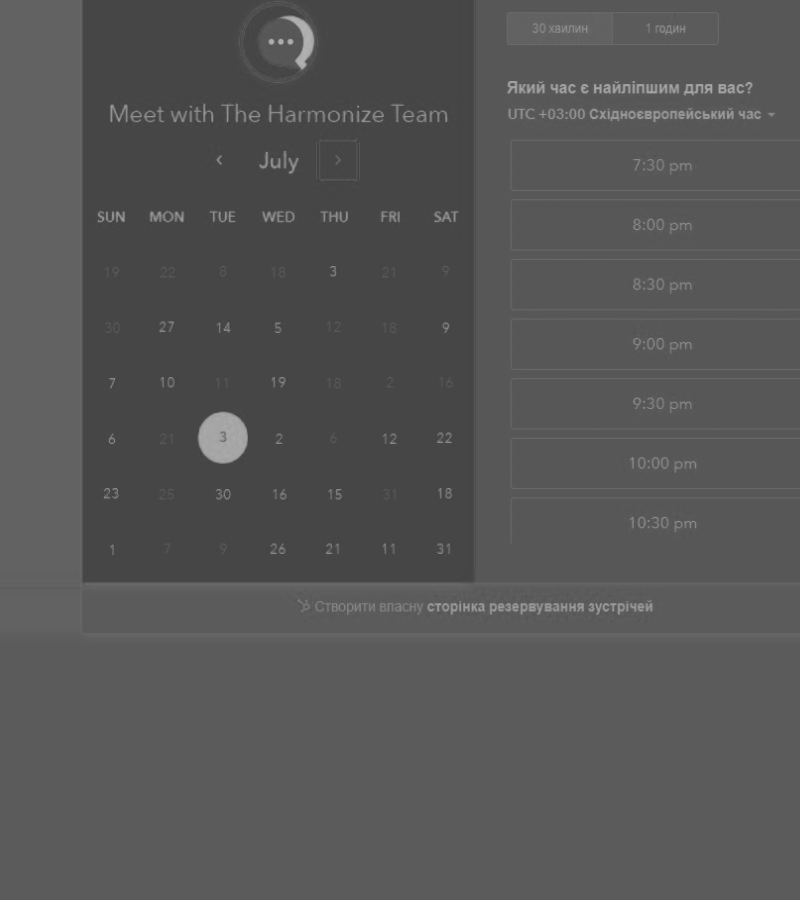 Meet with The Harmonize Team
July
SUN MON TUE WED THU FRI SAT
19 22 8 18 3 21 9
30 27 14 5 12 18 9
7 10 11 19 18 2 16
6 21 3 2 6 12 22
23 25 30 16 15 31 18
1 7 9 26 21 11 31
30 хвилин 1 годин
Який час є найліпшим для вас?
UTC +03:00 Східноєвропейський час
7:30 pm
8:00 pm
8:30 pm
9:00 pm
9:30 pm
10:00 pm
10:30 pm
Створити власну сторінка резервування зустрічей